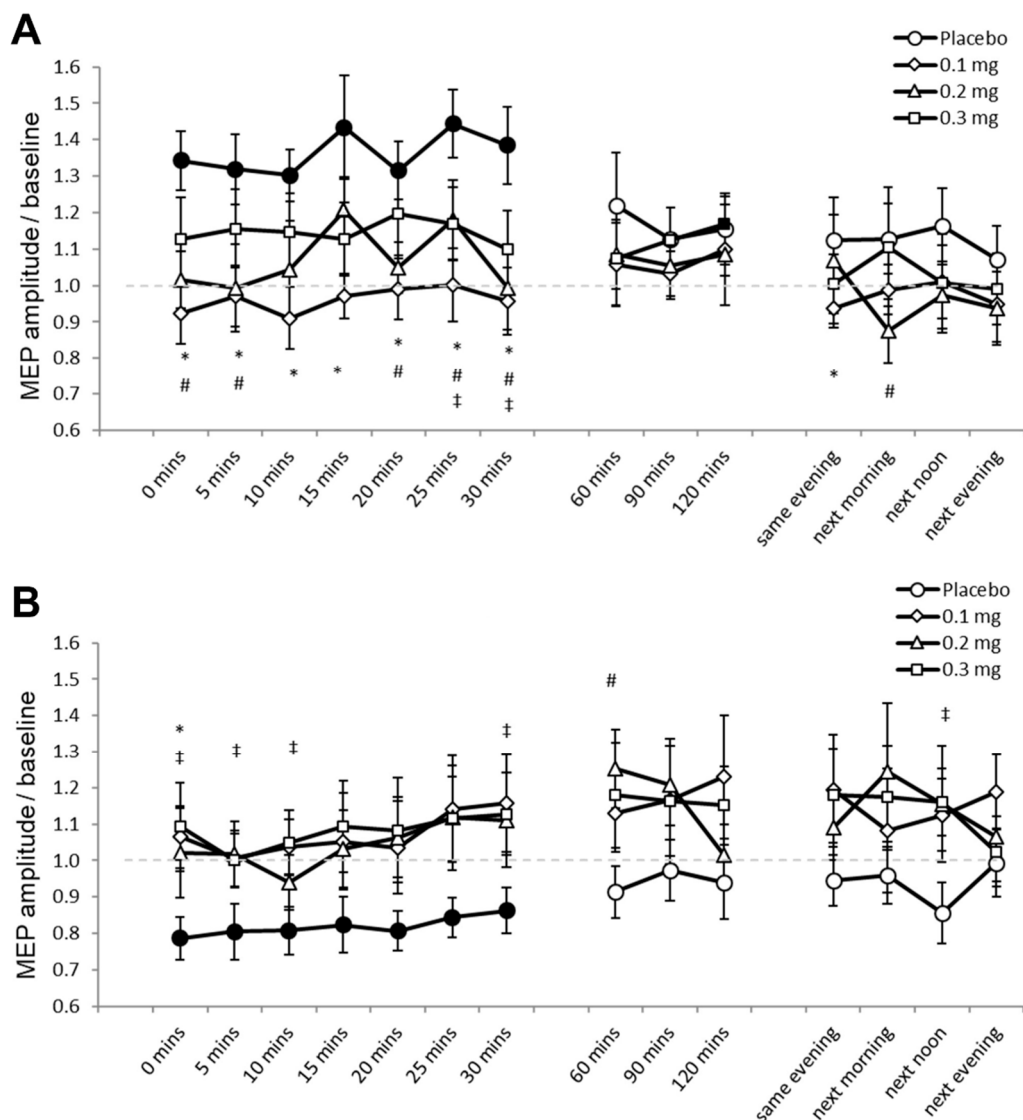 A
Placebo
0.1 mg
0.2 mg
0.3 mg
MEP amplitude / baseline
1.6
1.5
1.4
1.3
1.2
1.1
1.0
0.9
0.8
0.7
0.6
* * * * * * *
# # # # #
‡ ‡
* #
0 mins
5 mins
10 mins
15 mins
20 mins
25 mins
30 mins
60 mins
90 mins
120 mins
same evening
next morning
next noon
next evening
B
Placebo
0.1 mg
0.2 mg
0.3 mg
MEP amplitude / baseline
1.6
1.5
1.4
1.3
1.2
1.1
1.0
0.9
0.8
0.7
0.6
#
‡
*
‡ ‡ ‡ ‡
0 mins
5 mins
10 mins
15 mins
20 mins
25 mins
30 mins
60 mins
90 mins
120 mins
same evening
next morning
next noon
next evening